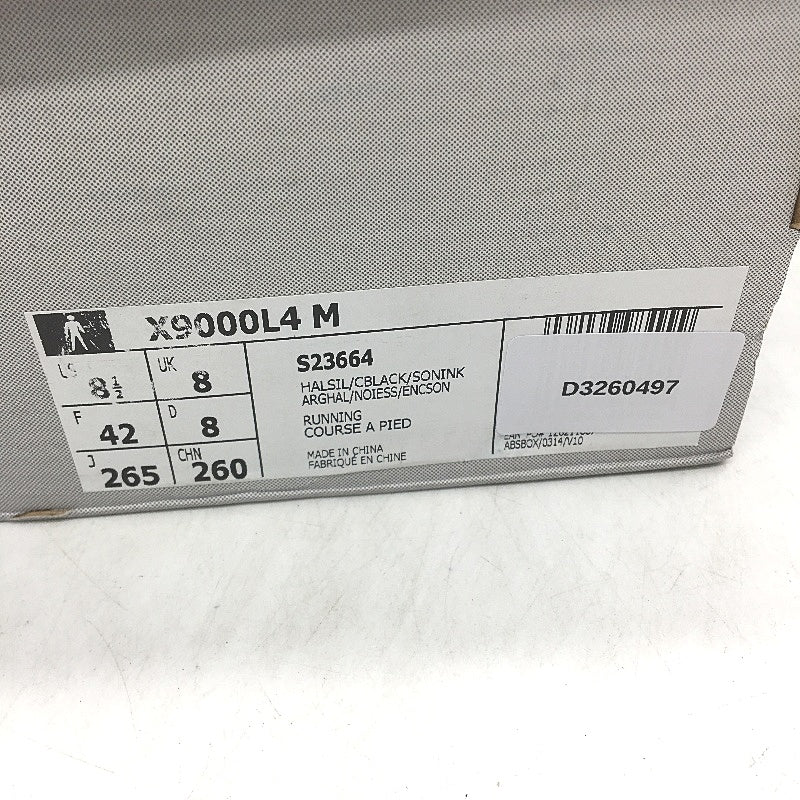 X9000L4 M
US 8½
UK 8
F 42
D 8
J 265
CHN 260
S23664
HALSIL/CBLACK/SONINK
ARGHAL/NOIESS/ENCSON
RUNNING
COURSE A PIED
MADE IN CHINA
FABRIQUÉ EN CHINE
D3260497
ABSBOX/0314/V10